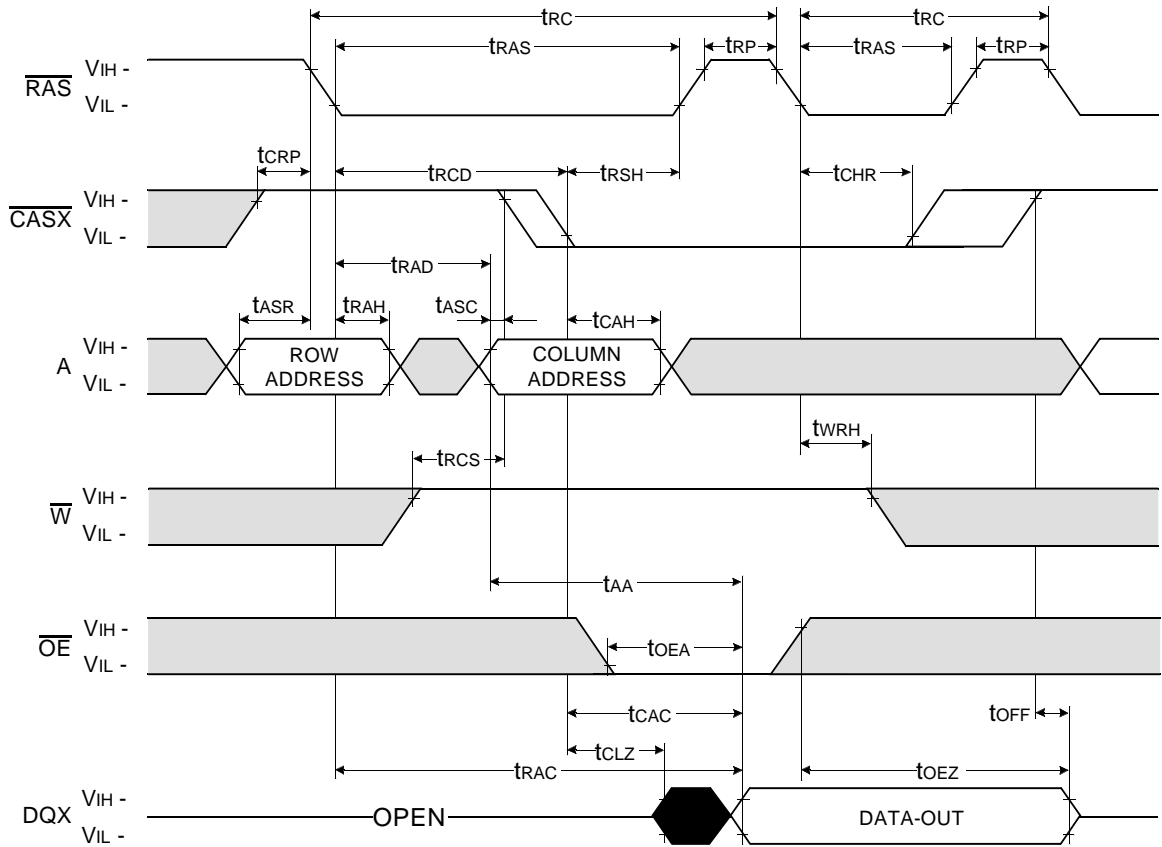 tRC tRC
tRAS tRP tRAS tRP
RAS VIH -
VIL -
tCRP tRCD tRSH tCHR
CASX VIH -
VIL -
tRAD
tASR tRAH tASC tCAH
A VIH -
VIL -
ROW
ADDRESS
COLUMN
ADDRESS
tWRH
tRCS
W VIH -
VIL -
tAA
OE VIH -
VIL -
tOEA
tCAC tOFF
tCLZ
tRAC tOEZ
DQX VIH -
VIL -
OPEN DATA-OUT